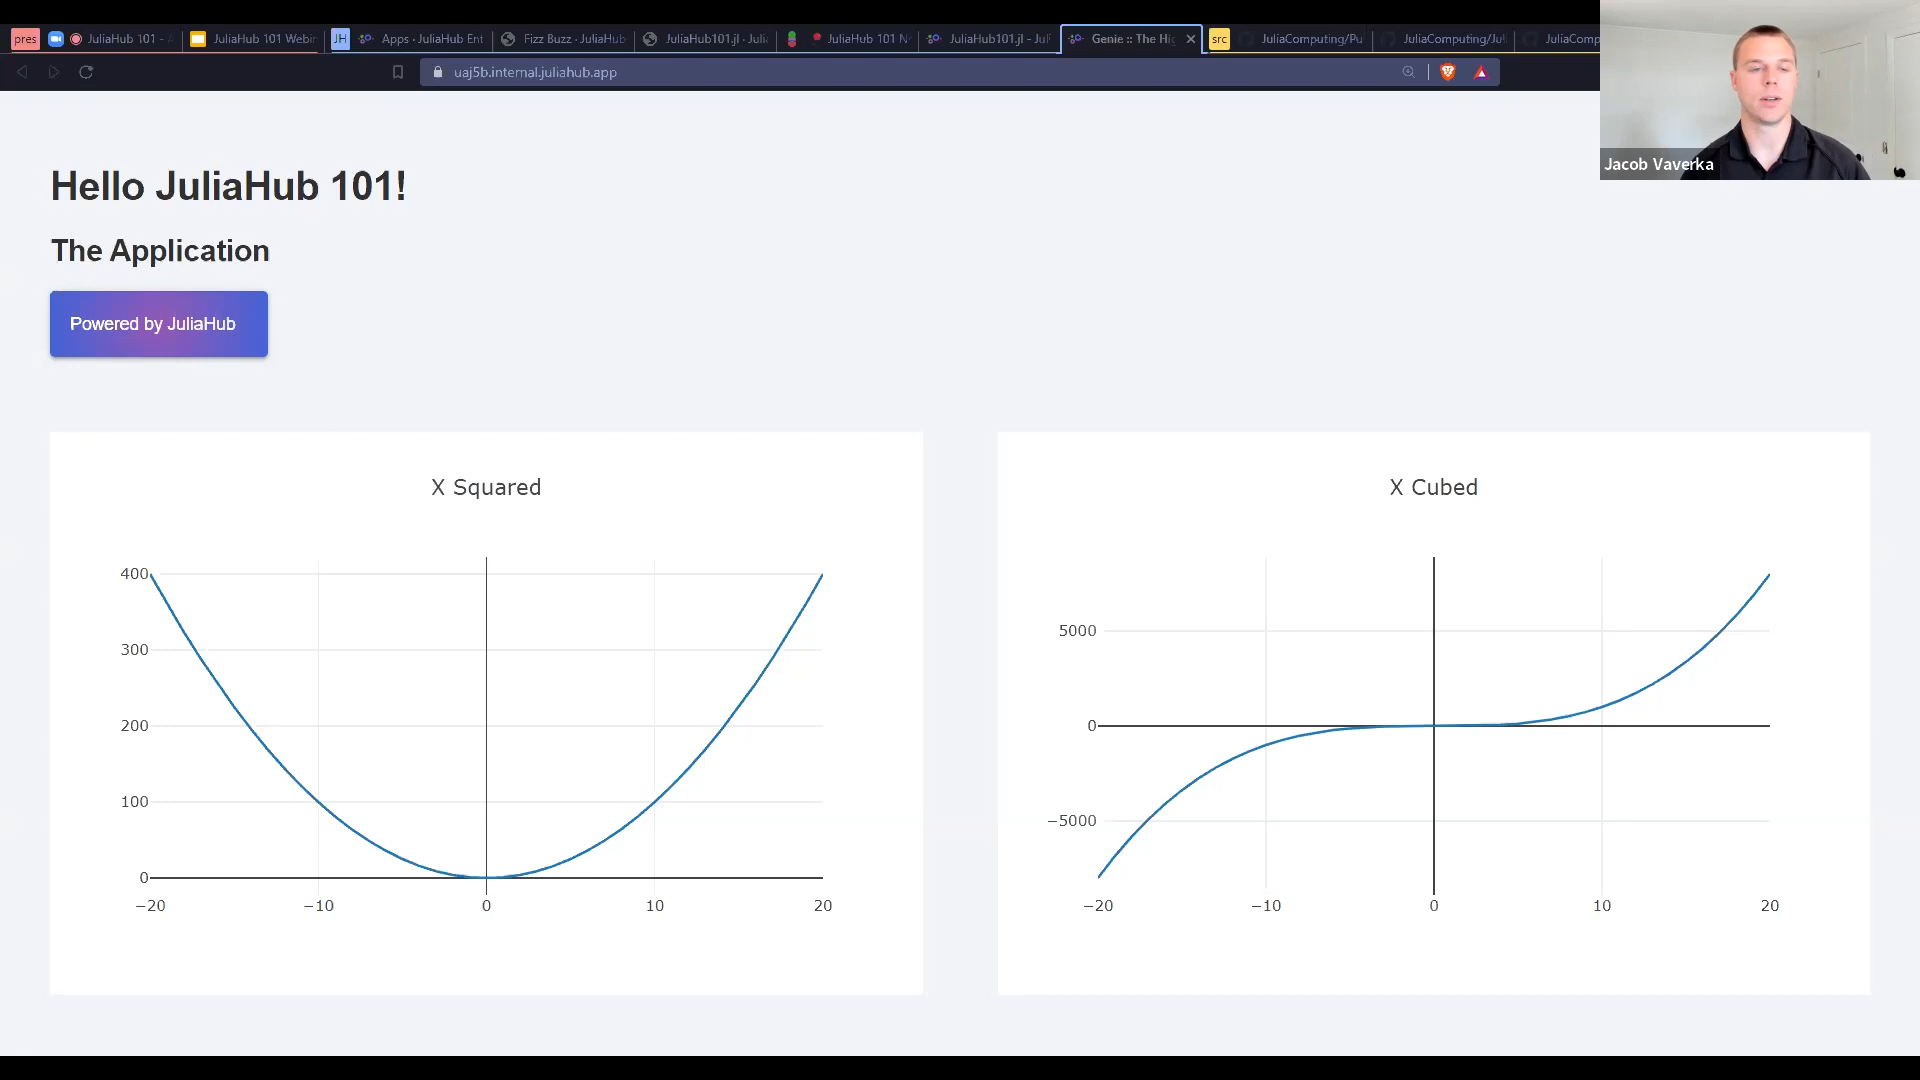 pres
JuliaHub 101 -
JuliaHub 101 Webin
JH
Apps · JuliaHub Ent
Fizz Buzz · JuliaHub
JuliaHub101.jl · Juli
JuliaHub 101 N
JuliaHub101.jl - Jul
Genie :: The Hi
src
JuliaComputing/Pu
JuliaComputing/Jul
JuliaComp
uaj5b.internal.juliahub.app
Jacob Vaverka
Hello JuliaHub 101!
The Application
Powered by JuliaHub
X Squared
400
300
200
100
0
−20 −10 0 10 20
X Cubed
5000
0
−5000
−20 −10 0 10 20